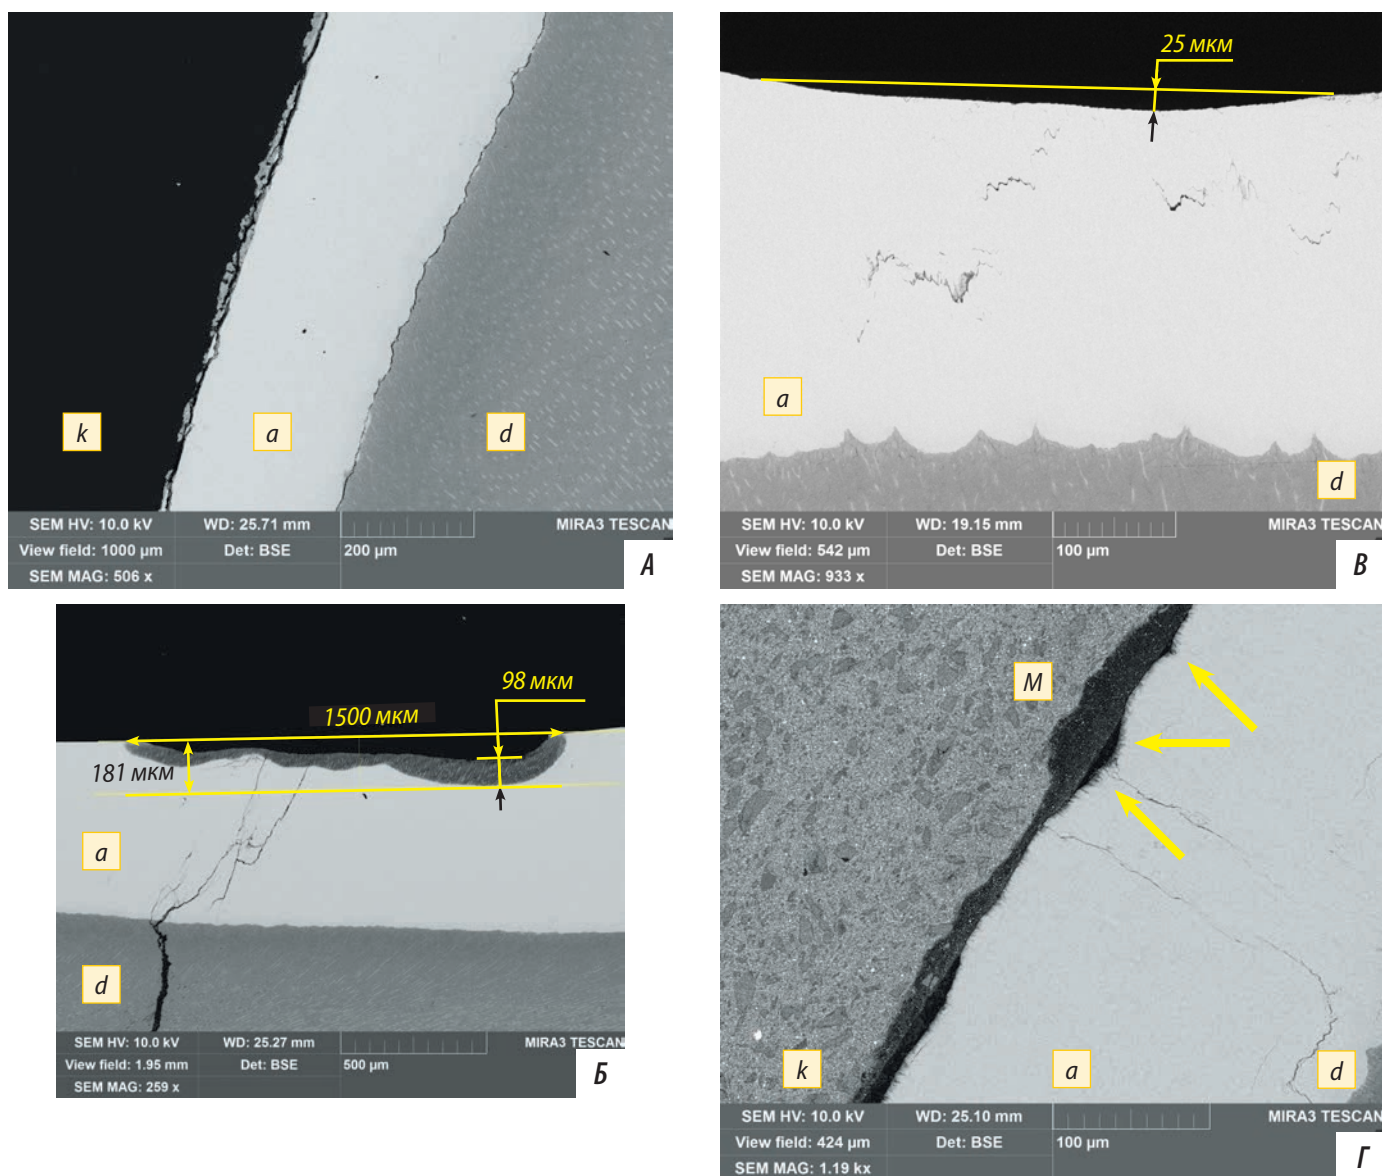 k
a
d
SEM HV: 10.0 kV
WD: 25.71 mm
MIRA3 TESCAN
View field: 1000 µm
Det: BSE
200 µm
SEM MAG: 506 x
А
25 мкм
a
d
SEM HV: 10.0 kV
WD: 19.15 mm
MIRA3 TESCAN
View field: 542 µm
Det: BSE
100 µm
SEM MAG: 933 x
В
98 мкм
1500 мкм
181 мкм
a
d
SEM HV: 10.0 kV
WD: 25.27 mm
MIRA3 TESCAN
View field: 1.95 mm
Det: BSE
500 µm
SEM MAG: 259 x
Б
M
k
a
d
SEM HV: 10.0 kV
WD: 25.10 mm
MIRA3 TESCAN
View field: 424 µm
Det: BSE
100 µm
SEM MAG: 1.19 kx
Г